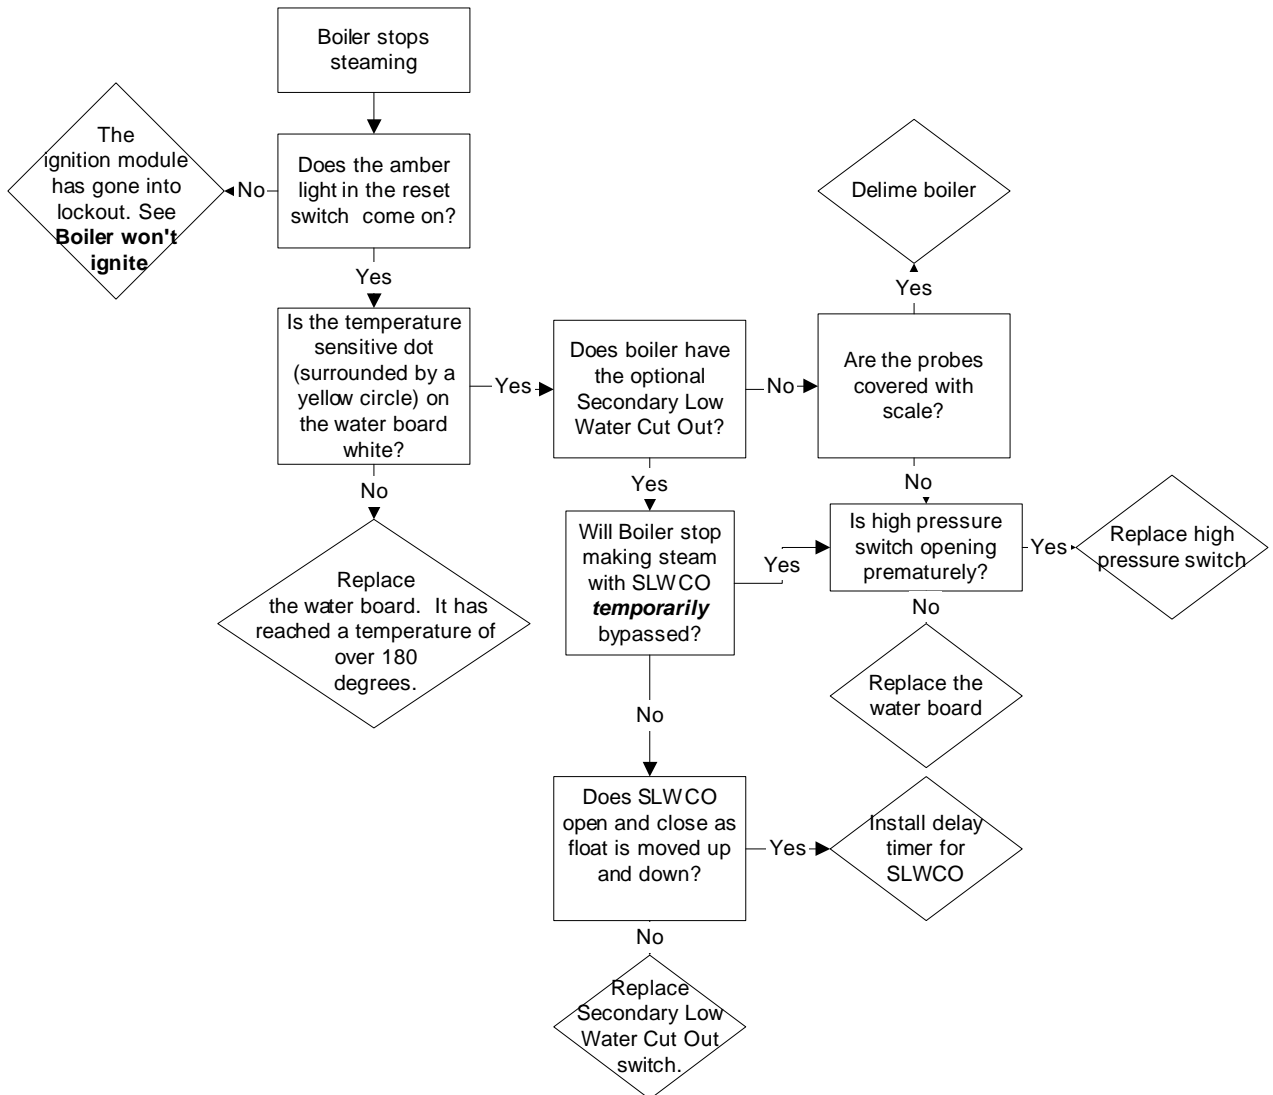 Boiler stops
steaming
The
ignition module
has gone into
lockout. See
Boiler won't
ignite
No
Does the amber
light in the reset
switch come on?
Delime boiler
Yes
Yes
Is the temperature
sensitive dot
(surrounded by a
yellow circle) on
the water board
white?
Yes
Does boiler have
the optional
Secondary Low
Water Cut Out?
No
Are the probes
covered with
scale?
No
Yes
No
Replace
the water board. It has
reached a temperature of
over 180
degrees.
Will Boiler stop
making steam
with SLWCO
temporarily
bypassed?
Yes
Is high pressure
switch opening
prematurely?
Yes
Replace high
pressure switch
No
Replace the
water board
No
Does SLWCO
open and close as
float is moved up
and down?
Yes
Install delay
timer for
SLWCO
No
Replace
Secondary Low
Water Cut Out
switch.